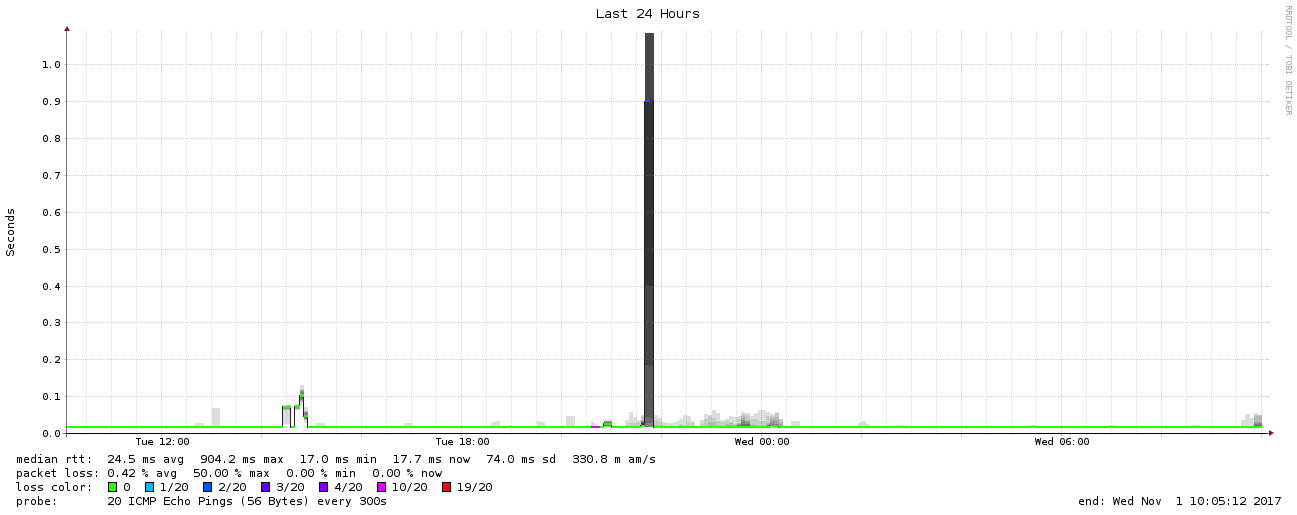 Last 24 Hours
RRDTOOL / TOBI OETIKER
Seconds
1.0
0.9
0.8
0.7
0.6
0.5
0.4
0.3
0.2
0.1
0.0
Tue 12:00 Tue 18:00 Wed 00:00 Wed 06:00
median rtt: 24.5 ms avg 904.2 ms max 17.0 ms min 17.7 ms now 74.0 ms sd 330.8 m am/s
packet loss: 0.42 % avg 50.00 % max 0.00 % min 0.00 % now
loss color: 0 1/20 2/20 3/20 4/20 10/20 19/20
probe: 20 ICMP Echo Pings (56 Bytes) every 300s end: Wed Nov 1 10:05:12 2017